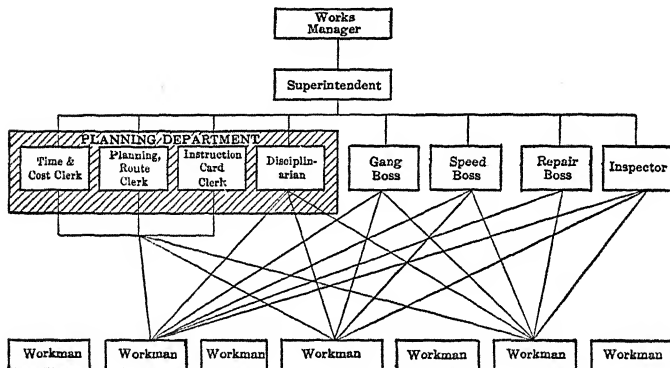 Works
Manager
Superintendent
PLANNING DEPARTMENT
Time &
Cost Clerk
Planning,
Route
Clerk
Instruction
Card
Clerk
Disciplin-
arian
Gang
Boss
Speed
Boss
Repair
Boss
Inspector
Workman
Workman
Workman
Workman
Workman
Workman
Workman